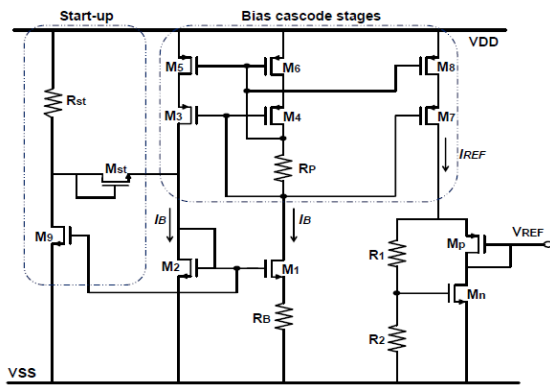 Start-up
Bias cascode stages
VDD
M5
M6
M8
Rst
M3
M4
M7
Mst
RP
IREF
IB
IB
M9
M2
M1
R1
Mp
VREF
Mn
RB
R2
VSS